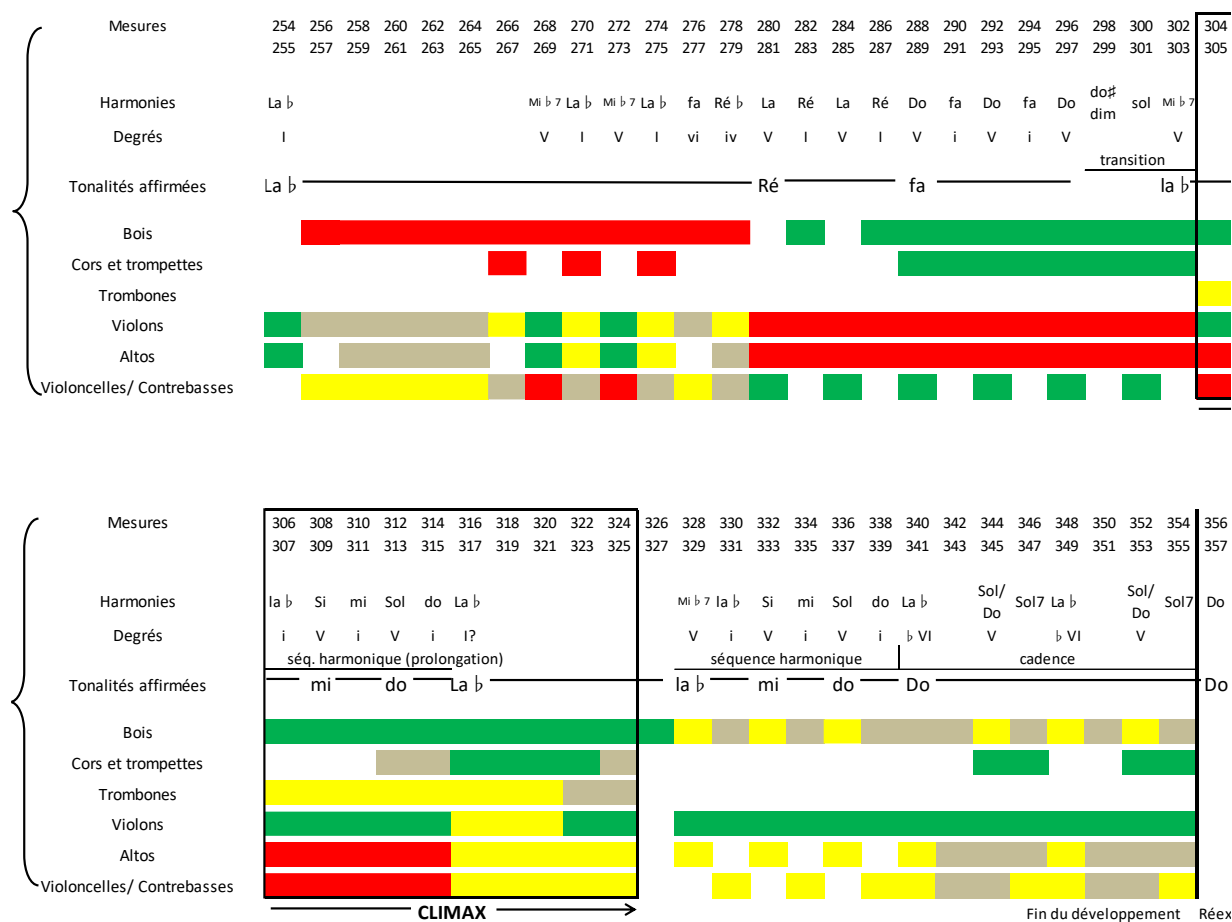 Mesures 254 256 258 260 262 264 266 268 270 272 274 276 278 280 282 284 286 288 290 292 294 296 298 300 302 304
255 257 259 261 263 265 267 269 271 273 275 277 279 281 283 285 287 289 291 293 295 297 299 301 303 305
Harmonies La ♭ Mi ♭ 7 La ♭ Mi ♭ 7 La ♭ fa Ré ♭ La Ré La Ré Do fa Do fa Do do♯ dim sol Mi ♭ 7
Degrés I V I V I vi iv V I V I V i V i V V
transition
Tonalités affirmées La ♭ Ré fa la ♭
Bois
Cors et trompettes
Trombones
Violons
Altos
Violoncelles/ Contrebasses
Mesures 306 308 310 312 314 316 318 320 322 324 326 328 330 332 334 336 338 340 342 344 346 348 350 352 354 356
307 309 311 313 315 317 319 321 323 325 327 329 331 333 335 337 339 341 343 345 347 349 351 353 355 357
Harmonies la ♭ Si mi Sol do La ♭ Mi ♭ 7 la ♭ Si mi Sol do La ♭ Sol/ Do Sol7 La ♭ Sol/ Do Sol7 Do
Degrés i V i V i I? V i V i V i ♭ VI V ♭ VI V
séq. harmonique (prolongation) séquence harmonique cadence
Tonalités affirmées mi do La ♭ la ♭ mi do Do Do
Bois
Cors et trompettes
Trombones
Violons
Altos
Violoncelles/ Contrebasses
CLIMAX Fin du développement Réex